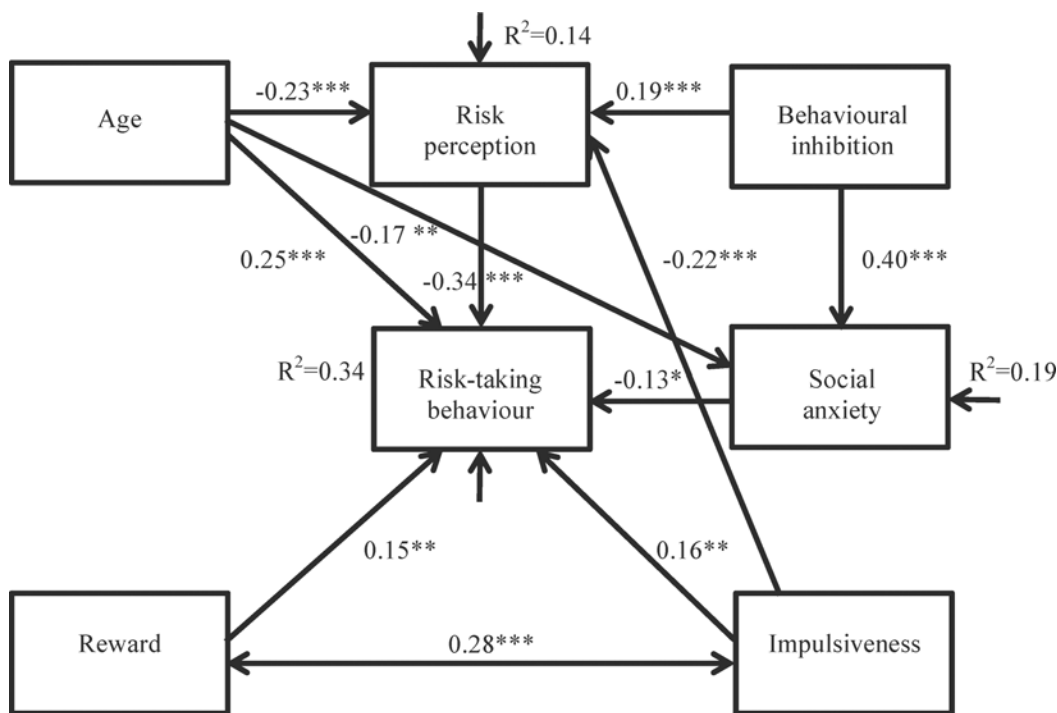 R²=0.14
Age
-0.23***
Risk
perception
0.19***
Behavioural
inhibition
0.25***
-0.17 **
-0.34 ***
-0.22***
0.40***
R²=0.34
Risk-taking
behaviour
-0.13*
Social
anxiety
R²=0.19
0.15**
0.16**
Reward
0.28***
Impulsiveness